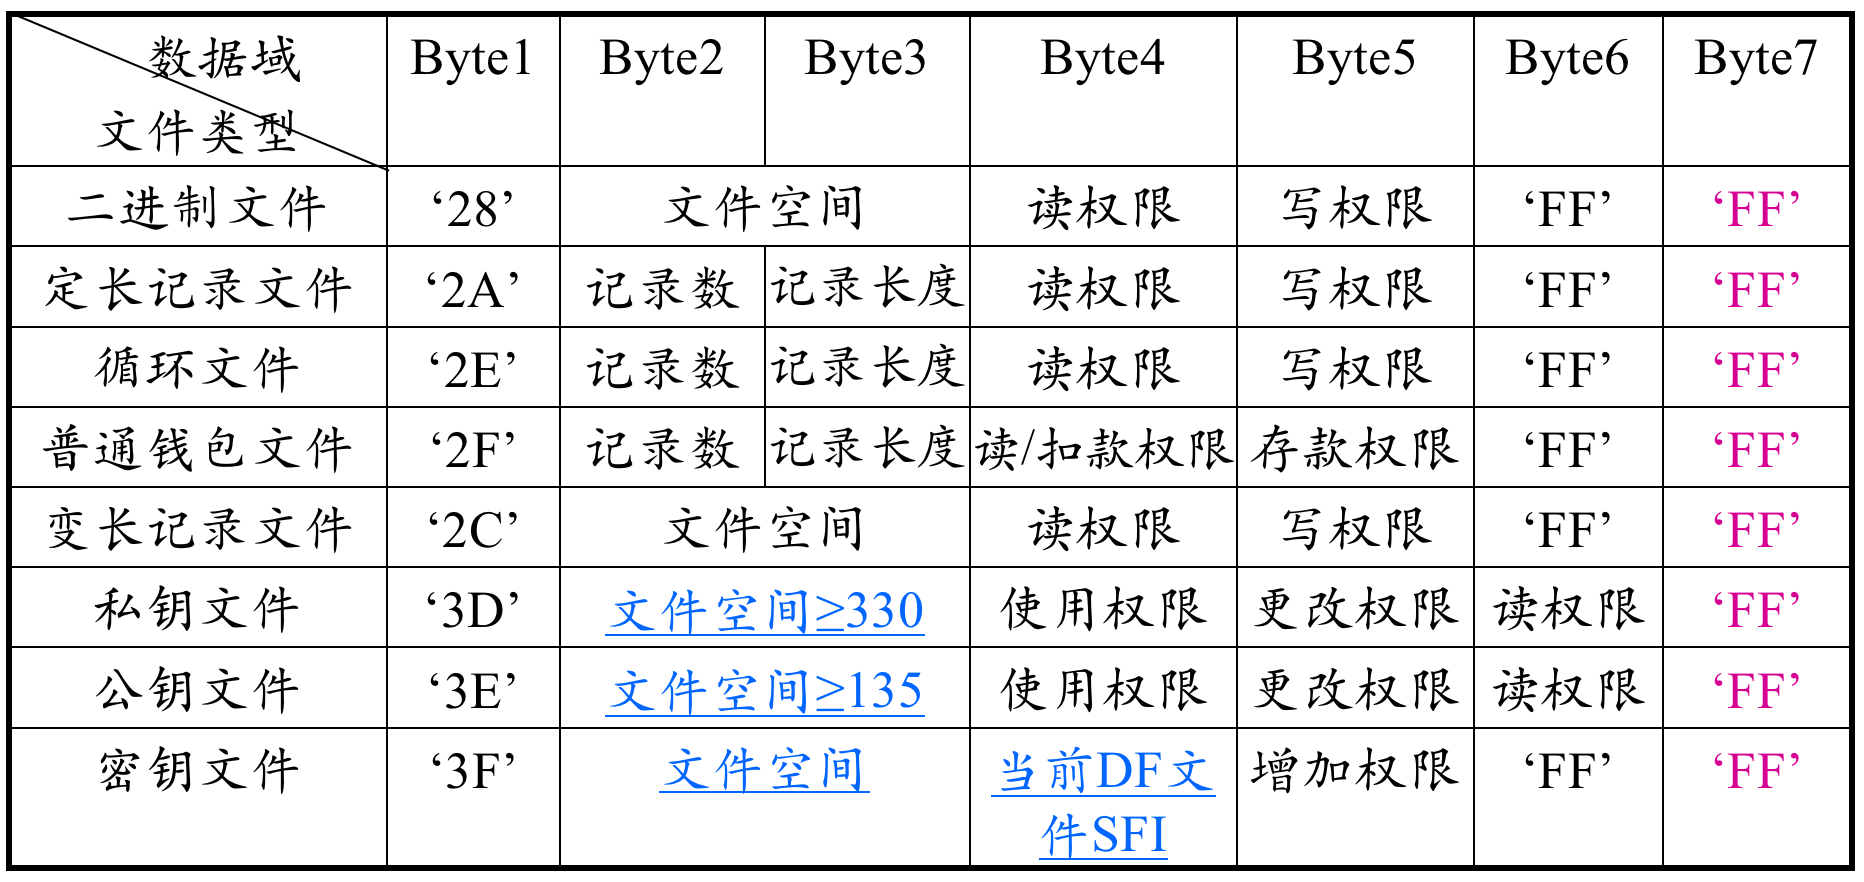 数据域 Byte1 Byte2 Byte3 Byte4 Byte5 Byte6 Byte7
文件类型
二进制文件 ‘28’ 文件空间 读权限 写权限 ‘FF’ ‘FF’
定长记录文件 ‘2A’ 记录数 记录长度 读权限 写权限 ‘FF’ ‘FF’
循环文件 ‘2E’ 记录数 记录长度 读权限 写权限 ‘FF’ ‘FF’
普通钱包文件 ‘2F’ 记录数 记录长度 读/扣款权限 存款权限 ‘FF’ ‘FF’
变长记录文件 ‘2C’ 文件空间 读权限 写权限 ‘FF’ ‘FF’
私钥文件 ‘3D’ 文件空间≥330 使用权限 更改权限 读权限 ‘FF’
公钥文件 ‘3E’ 文件空间≥135 使用权限 更改权限 读权限 ‘FF’
密钥文件 ‘3F’ 文件空间 当前DF文 增加权限 ‘FF’ ‘FF’
件SFI